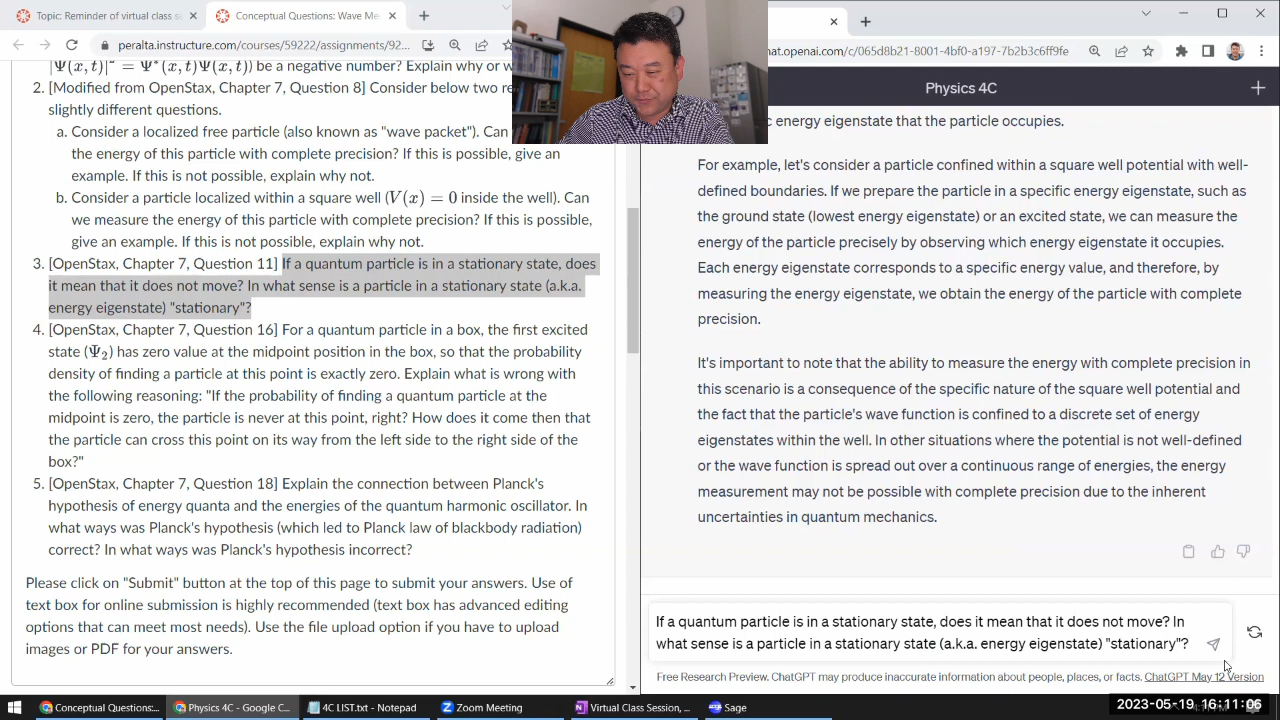 Topic: Reminder of virtual class s
Conceptual Questions: Wave Me
peralta.instructure.com/courses/59222/assignments/92...
|Ψ(x,t)|² = Ψ*(x,t)Ψ(x,t)) be a negative number? Explain why or w
2. [Modified from OpenStax, Chapter 7, Question 8] Consider below two re
slightly different questions.
a. Consider a localized free particle (also known as "wave packet"). Can
the energy of this particle with complete precision? If this is possible, give an
example. If this is not possible, explain why not.
b. Consider a particle localized within a square well (V(x) = 0 inside the well). Can
we measure the energy of this particle with complete precision? If this is possible,
give an example. If this is not possible, explain why not.
3. [OpenStax, Chapter 7, Question 11] If a quantum particle is in a stationary state, does
it mean that it does not move? In what sense is a particle in a stationary state (a.k.a.
energy eigenstate) "stationary"?
4. [OpenStax, Chapter 7, Question 16] For a quantum particle in a box, the first excited
state (Ψ₂) has zero value at the midpoint position in the box, so that the probability
density of finding a particle at this point is exactly zero. Explain what is wrong with
the following reasoning: "If the probability of finding a quantum particle at the
midpoint is zero, the particle is never at this point, right? How does it come then that
the particle can cross this point on its way from the left side to the right side of the
box?"
5. [OpenStax, Chapter 7, Question 18] Explain the connection between Planck's
hypothesis of energy quanta and the energies of the quantum harmonic oscillator. In
what ways was Planck's hypothesis (which led to Planck law of blackbody radiation)
correct? In what ways was Planck's hypothesis incorrect?
Please click on "Submit" button at the top of this page to submit your answers. Use of
text box for online submission is highly recommended (text box has advanced editing
options that can meet most needs). Use the file upload option if you have to upload
images or PDF for your answers.
hat.openai.com/c/065d8b21-8001-4bf0-a197-7b2b3c6ff9fe
Physics 4C
c energy eigenstate that the particle occupies.
For example, let's consider a particle confined within a square well potential with well-
defined boundaries. If we prepare the particle in a specific energy eigenstate, such as
the ground state (lowest energy eigenstate) or an excited state, we can measure the
energy of the particle precisely by observing which energy eigenstate it occupies.
Each energy eigenstate corresponds to a specific energy value, and therefore, by
measuring the energy eigenstate, we obtain the energy of the particle with complete
precision.
It's important to note that the ability to measure the energy with complete precision in
this scenario is a consequence of the specific nature of the square well potential and
the fact that the particle's wave function is confined to a discrete set of energy
eigenstates within the well. In other situations where the potential is not well-defined
or the wave function is spread out over a continuous range of energies, the energy
measurement may not be possible with complete precision due to the inherent
uncertainties in quantum mechanics.
If a quantum particle is in a stationary state, does it mean that it does not move? In
what sense is a particle in a stationary state (a.k.a. energy eigenstate) "stationary"?
Free Research Preview. ChatGPT may produce inaccurate information about people, places, or facts. ChatGPT May 12 Version
Conceptual Questions:...
Physics 4C - Google C...
4C LIST.txt - Notepad
Zoom Meeting
Virtual Class Session, ...
Sage
2023-05-19 16:11:06